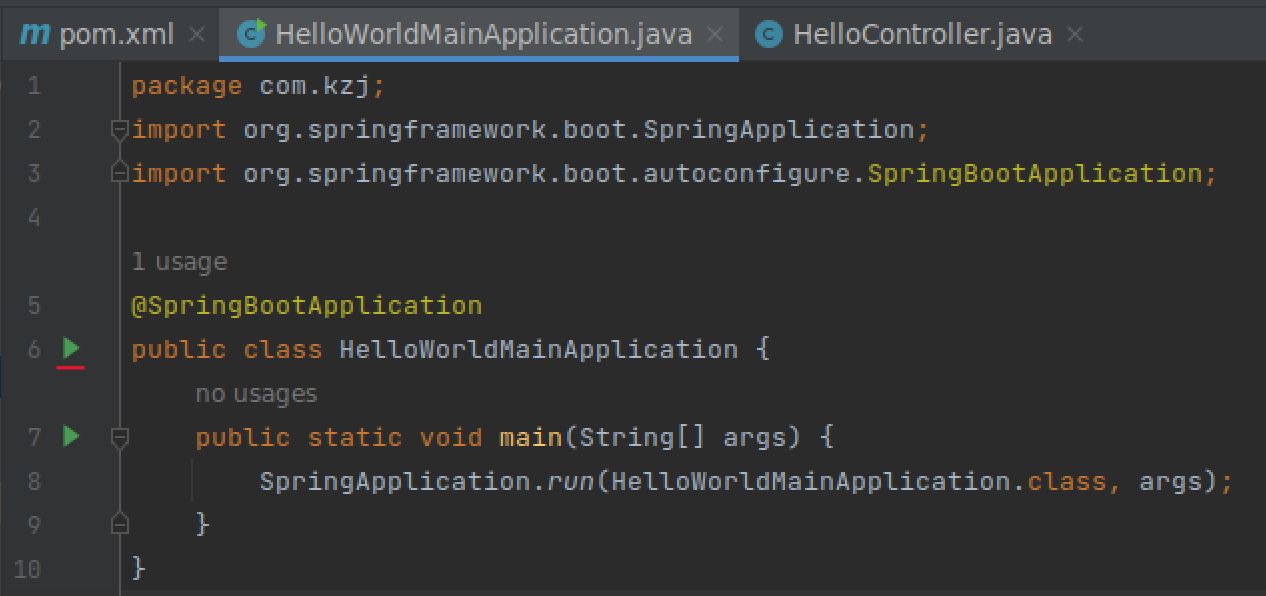 m pom.xml × C HelloWorldMainApplication.java × C HelloController.java ×
1 package com.kzj;
2 import org.springframework.boot.SpringApplication;
3 import org.springframework.boot.autoconfigure.SpringBootApplication;
4
1 usage
5 @SpringBootApplication
6 public class HelloWorldMainApplication {
no usages
7 public static void main(String[] args) {
8 SpringApplication.run(HelloWorldMainApplication.class, args);
9 }
10 }